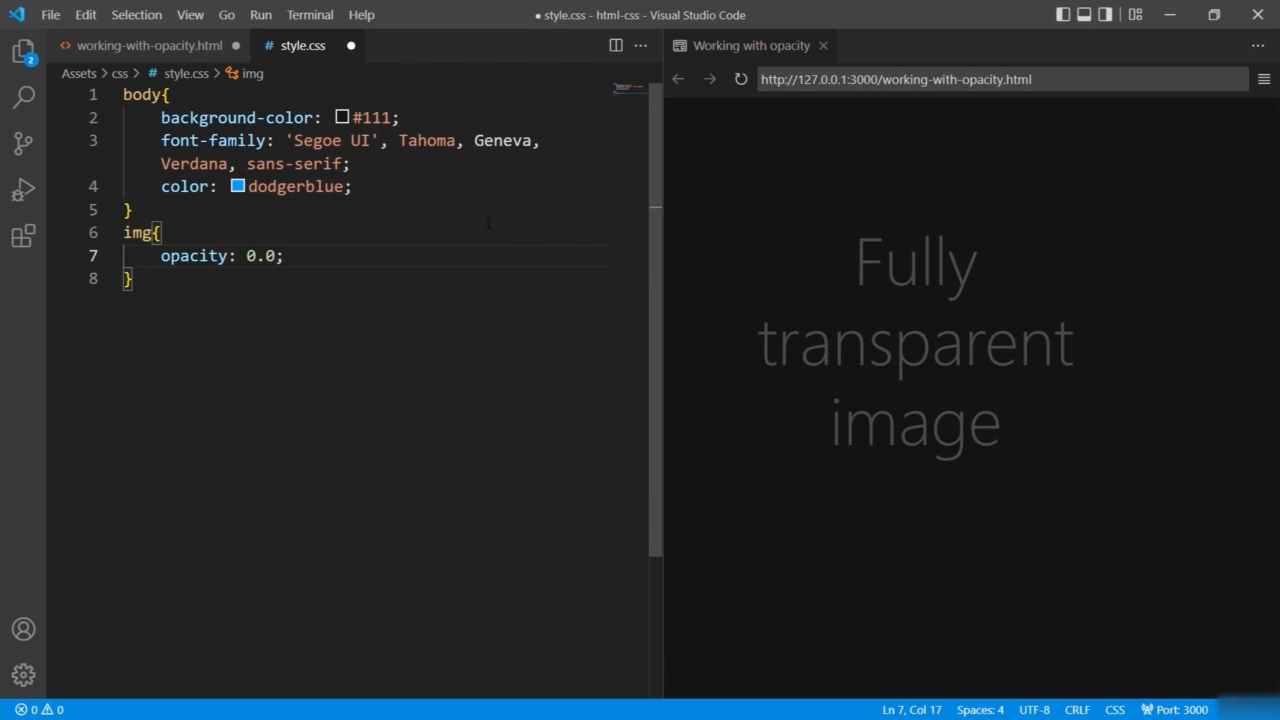 File Edit Selection View Go Run Terminal Help
● style.css - html-css - Visual Studio Code
working-with-opacity.html
# style.css
Working with opacity
Assets > css > # style.css > img
http://127.0.0.1:3000/working-with-opacity.html
2
1 body{
2 background-color: #111;
3 font-family: 'Segoe UI', Tahoma, Geneva,
Verdana, sans-serif;
4 color: dodgerblue;
5 }
6 img{
7 opacity: 0.0;
8 }
Fully
transparent
image
0 0
Ln 7, Col 17 Spaces: 4 UTF-8 CRLF CSS Port: 3000